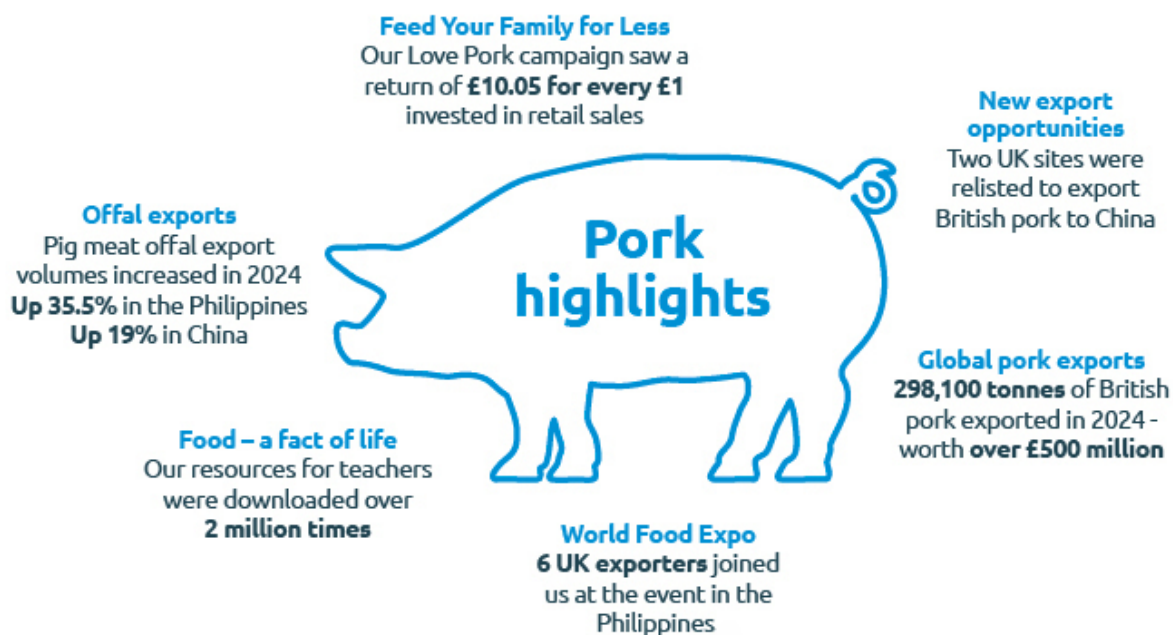 Feed Your Family for Less
Our Love Pork campaign saw a
return of £10.05 for every £1
invested in retail sales
New export
opportunities
Two UK sites were
relisted to export
British pork to China
Offal exports
Pig meat offal export
volumes increased in 2024
Up 35.5% in the Philippines
Up 19% in China
Pork
highlights
Global pork exports
298,100 tonnes of British
pork exported in 2024 -
worth over £500 million
Food – a fact of life
Our resources for teachers
were downloaded over
2 million times
World Food Expo
6 UK exporters joined
us at the event in the
Philippines